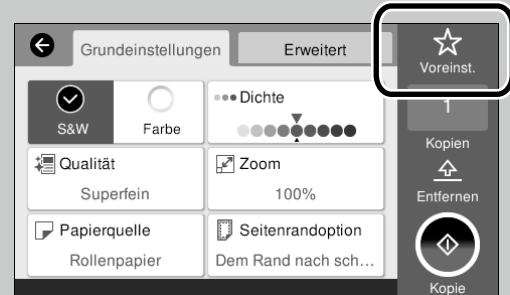 Grundeinstellungen
Erweitert
Voreinst.
S&W
Farbe
Dichte
1
Kopien
Qualität
Superfein
Zoom
100%
Entfernen
Papierquelle
Rollenpapier
Seitenrandoption
Dem Rand nach sch...
Kopie